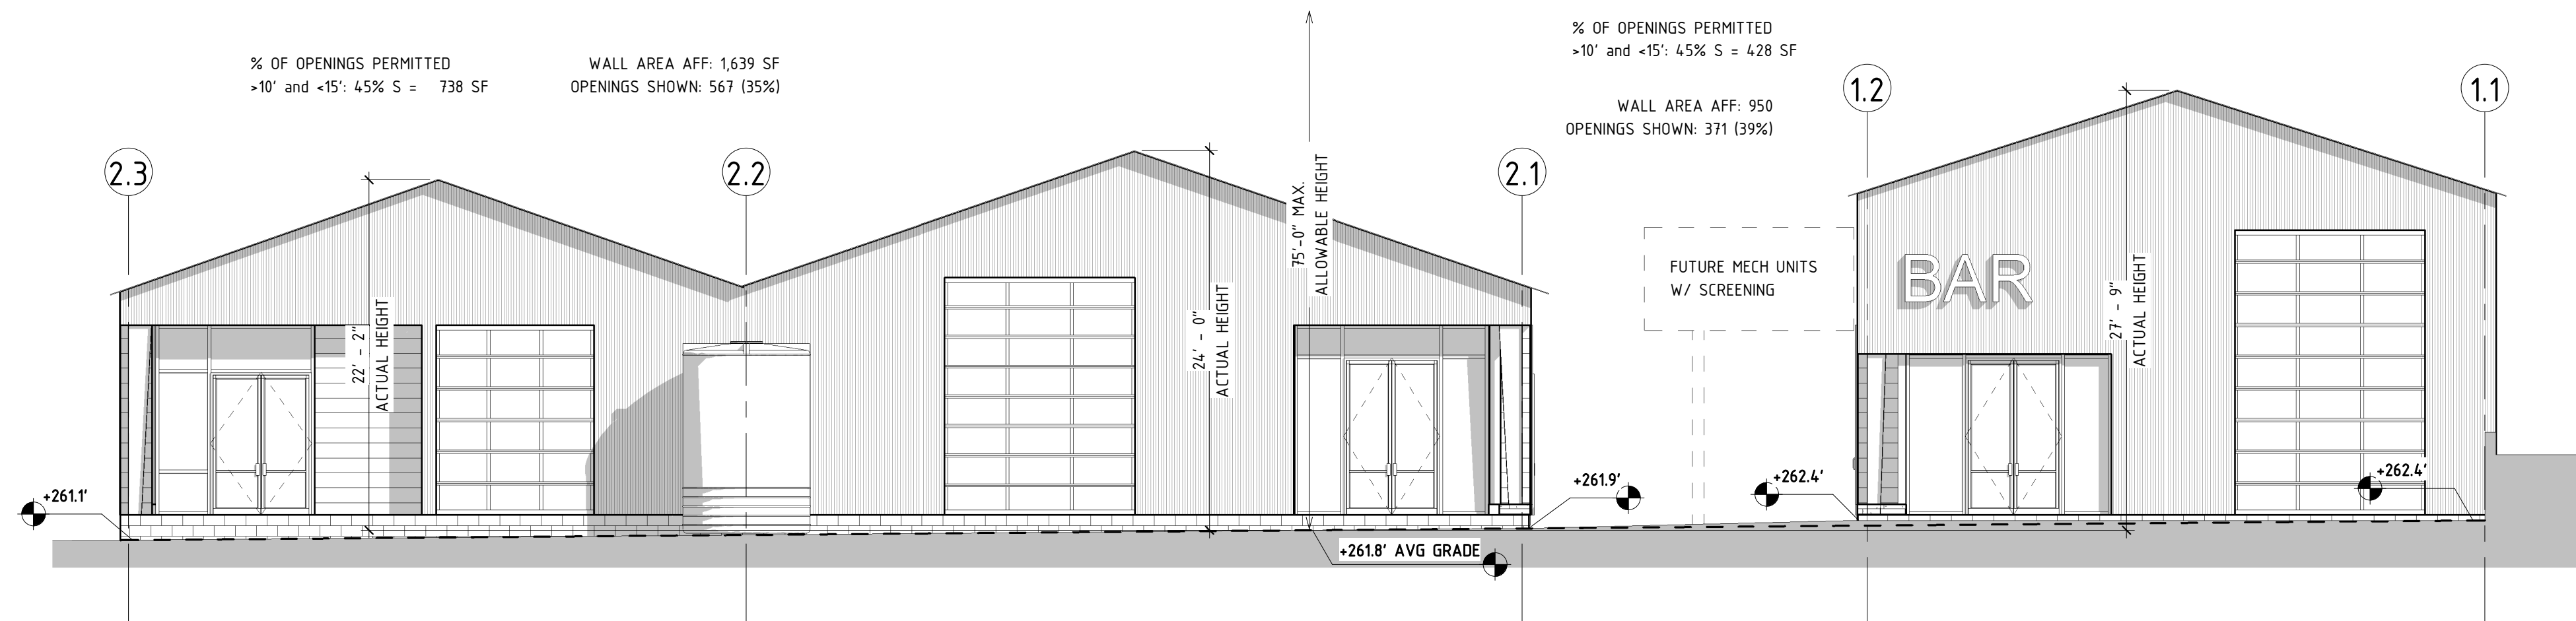 % OF OPENINGS PERMITTED
>10' and <15': 45% S = 738 SF
WALL AREA AFF: 1,639 SF
OPENINGS SHOWN: 567 (35%)
% OF OPENINGS PERMITTED
>10' and <15': 45% S = 428 SF
WALL AREA AFF: 950
OPENINGS SHOWN: 371 (39%)
2.3
2.2
2.1
1.2
1.1
22' - 2"
ACTUAL HEIGHT
24' - 0"
ACTUAL HEIGHT
75'-0" MAX.
ALLOWABLE HEIGHT
FUTURE MECH UNITS
W/ SCREENING
BAR
27' - 9"
ACTUAL HEIGHT
+261.1'
+261.9'
+262.4'
+262.4'
+261.8' AVG GRADE